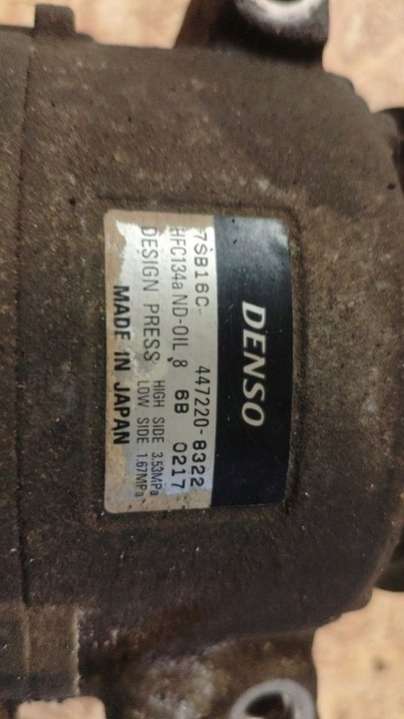 DENSO
7SB16C- 447220-8322
HFC134a ND-OIL 8 6B 0217
DESIGN PRESS HIGH SIDE 3.53MPa
LOW SIDE 1.67MPa
MADE IN JAPAN